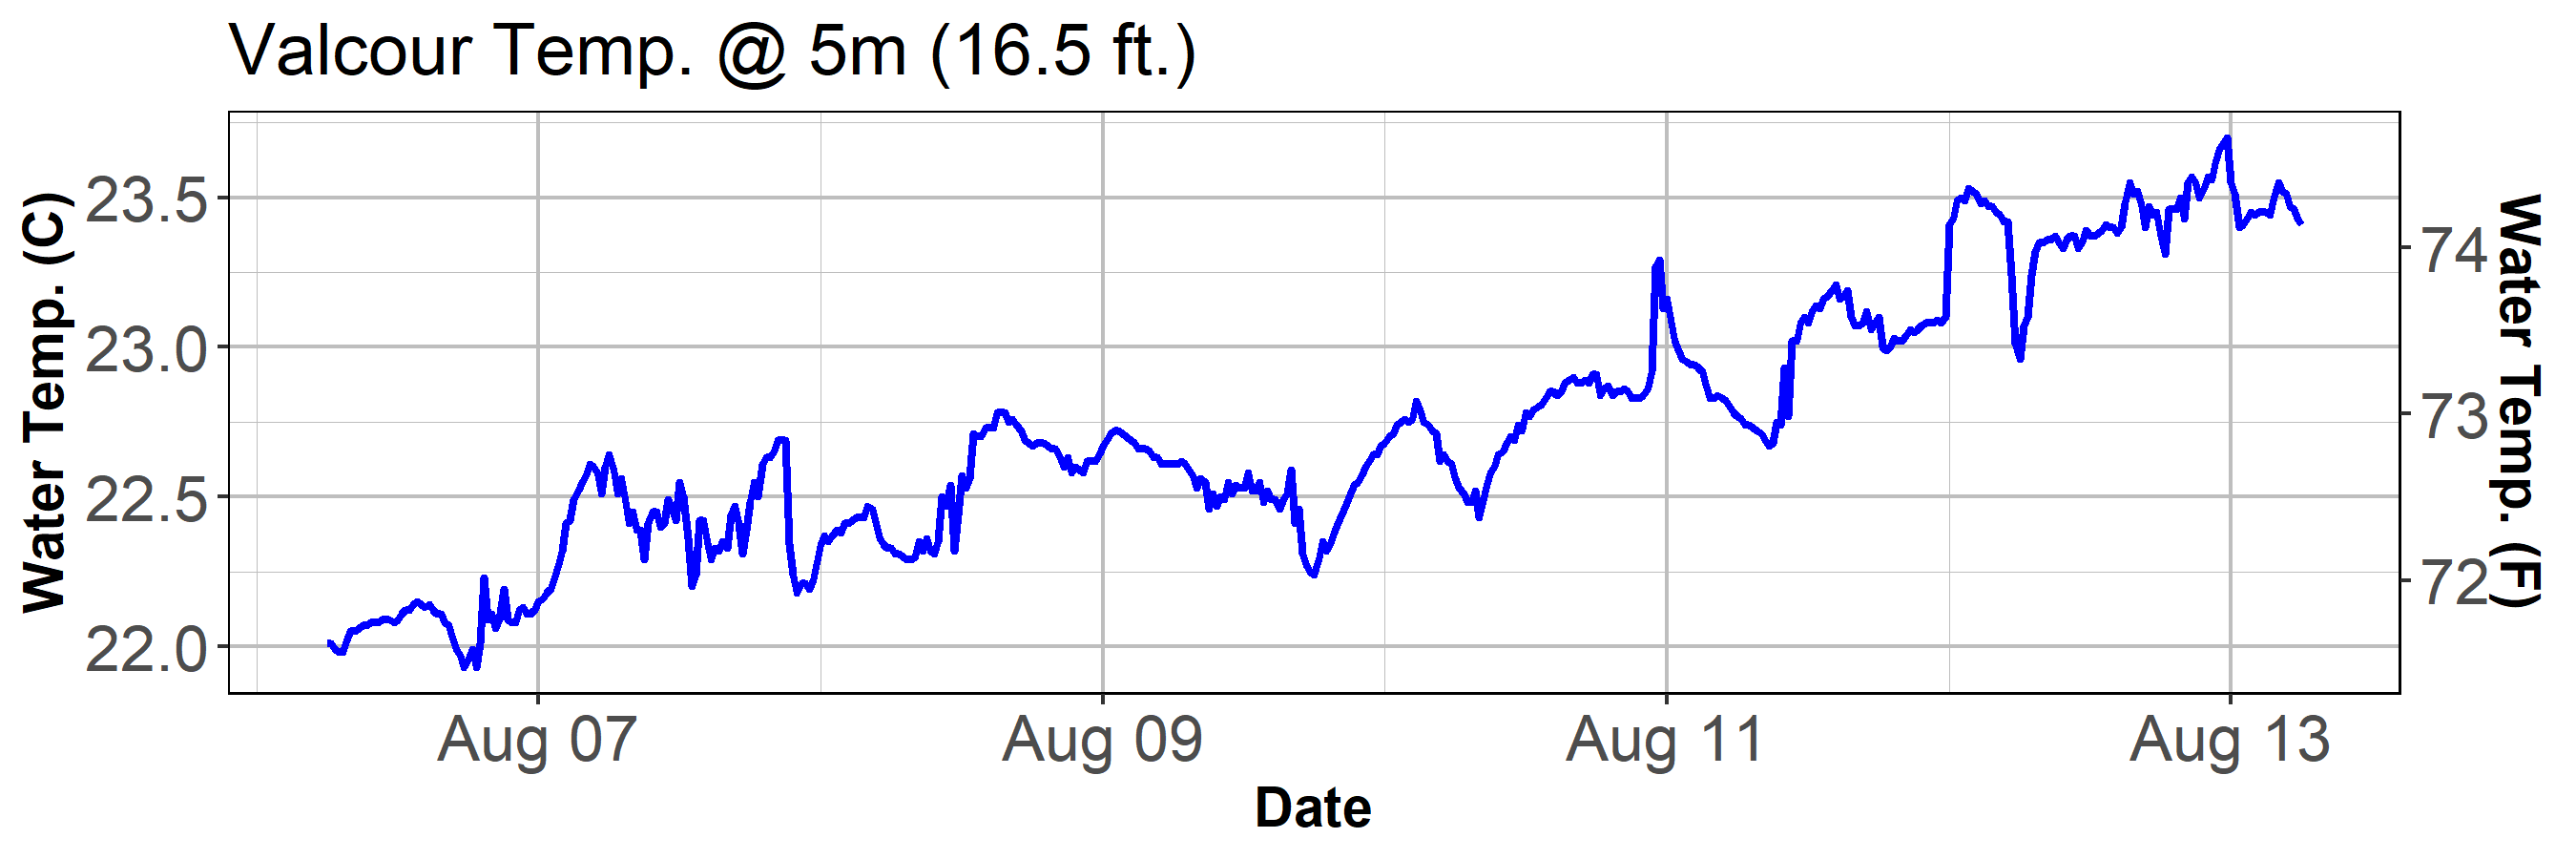 Valcour Temp. @ 5m (16.5 ft.)
Water Temp. (C)
23.5
23.0
22.5
22.0
74
73
72
Water Temp. (F)
Aug 07 Aug 09 Aug 11 Aug 13
Date